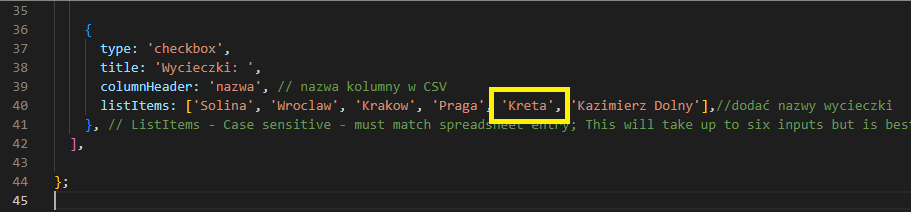 35
36 {
37 type: 'checkbox',
38 title: 'Wycieczki: ',
39 columnHeader: 'nazwa', // nazwa kolumny w CSV
40 listItems: ['Solina', 'Wroclaw', 'Krakow', 'Praga', 'Kreta', 'Kazimierz Dolny'],//dodać nazwy wycieczki
41 }, // ListItems - Case sensitive - must match spreadsheet entry; This will take up to six inputs but is best
42 ],
43
44 };
45